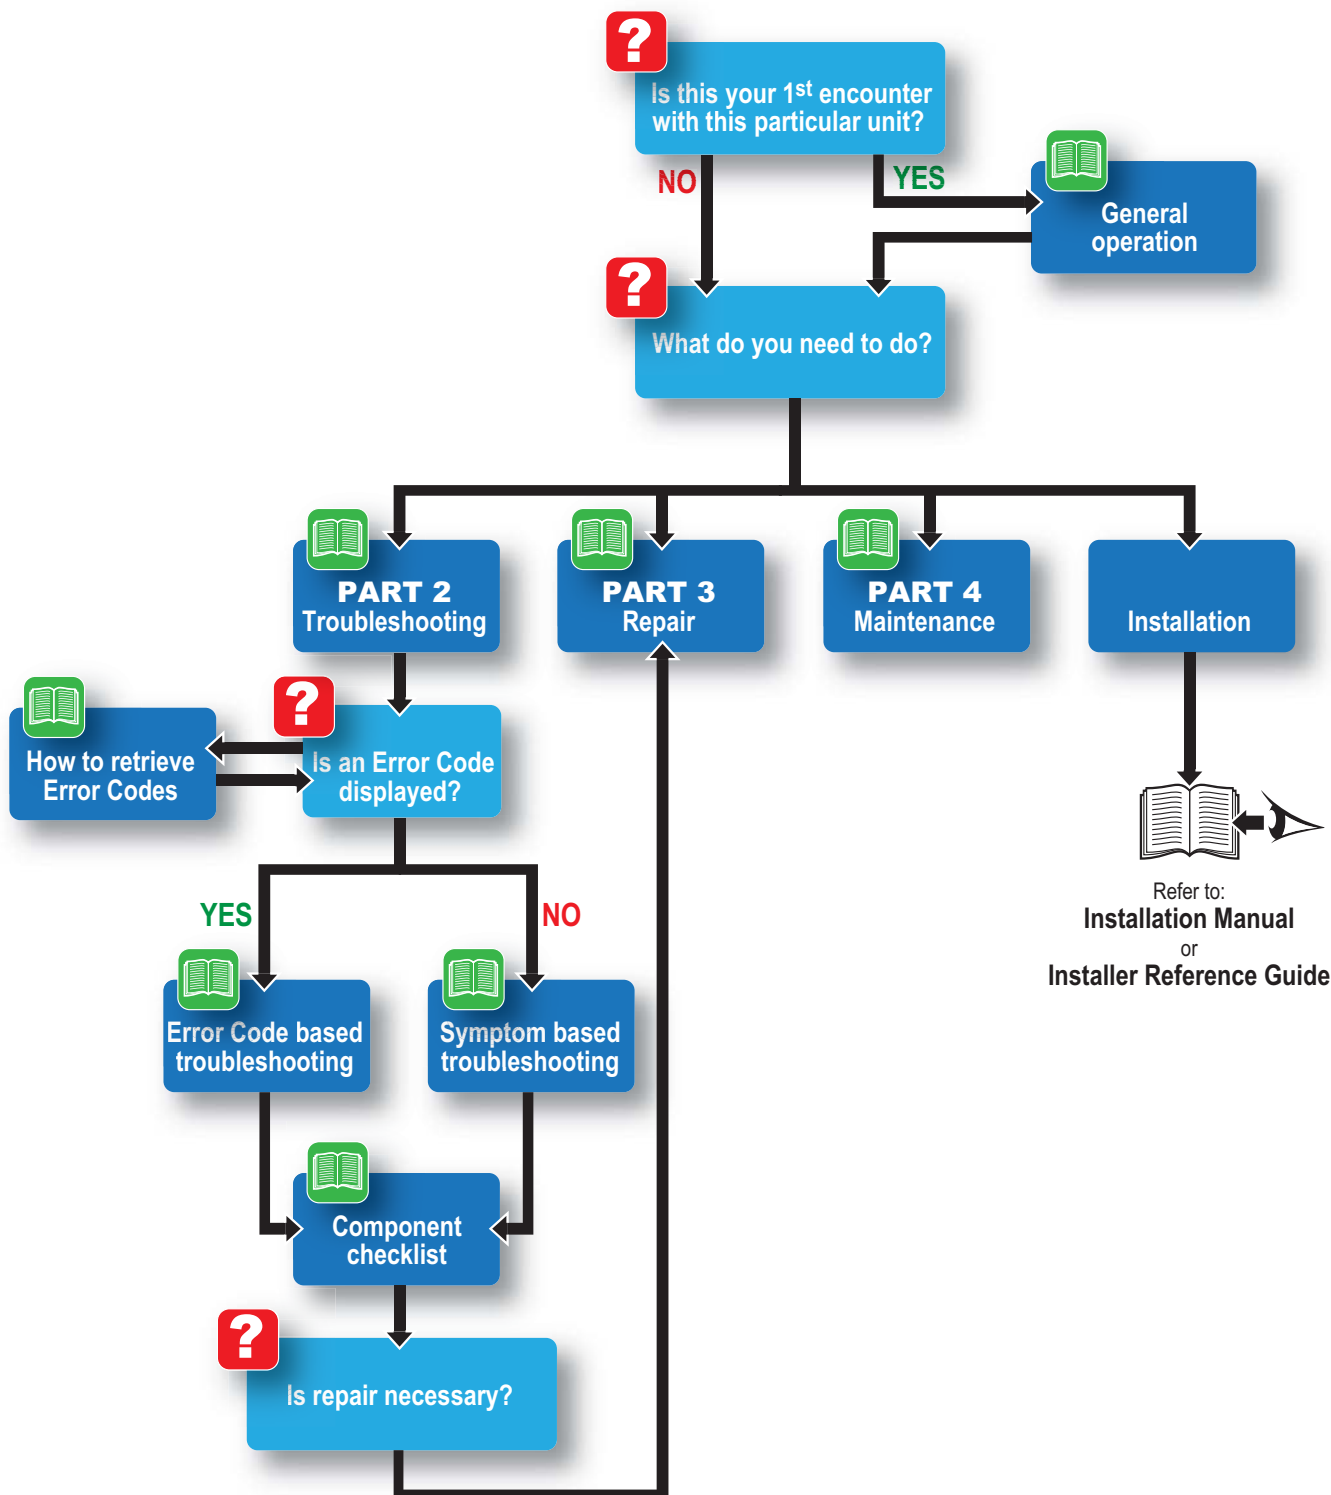 ?
Is this your 1st encounter
with this particular unit?
NO
YES
General
operation
?
What do you need to do?
PART 2
Troubleshooting
PART 3
Repair
PART 4
Maintenance
Installation
How to retrieve
Error Codes
?
Is an Error Code
displayed?
Refer to:
Installation Manual
or
Installer Reference Guide
YES
NO
Error Code based
troubleshooting
Symptom based
troubleshooting
Component
checklist
?
Is repair necessary?